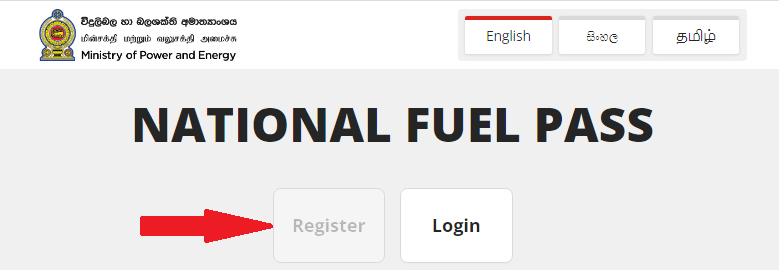 විදුලිබල හා බලශක්ති අමාත්‍යාංශය
மின்சக்தி மற்றும் வலுசக்தி அமைச்சு
Ministry of Power and Energy
English
සිංහල
தமிழ்
NATIONAL FUEL PASS
Register
Login